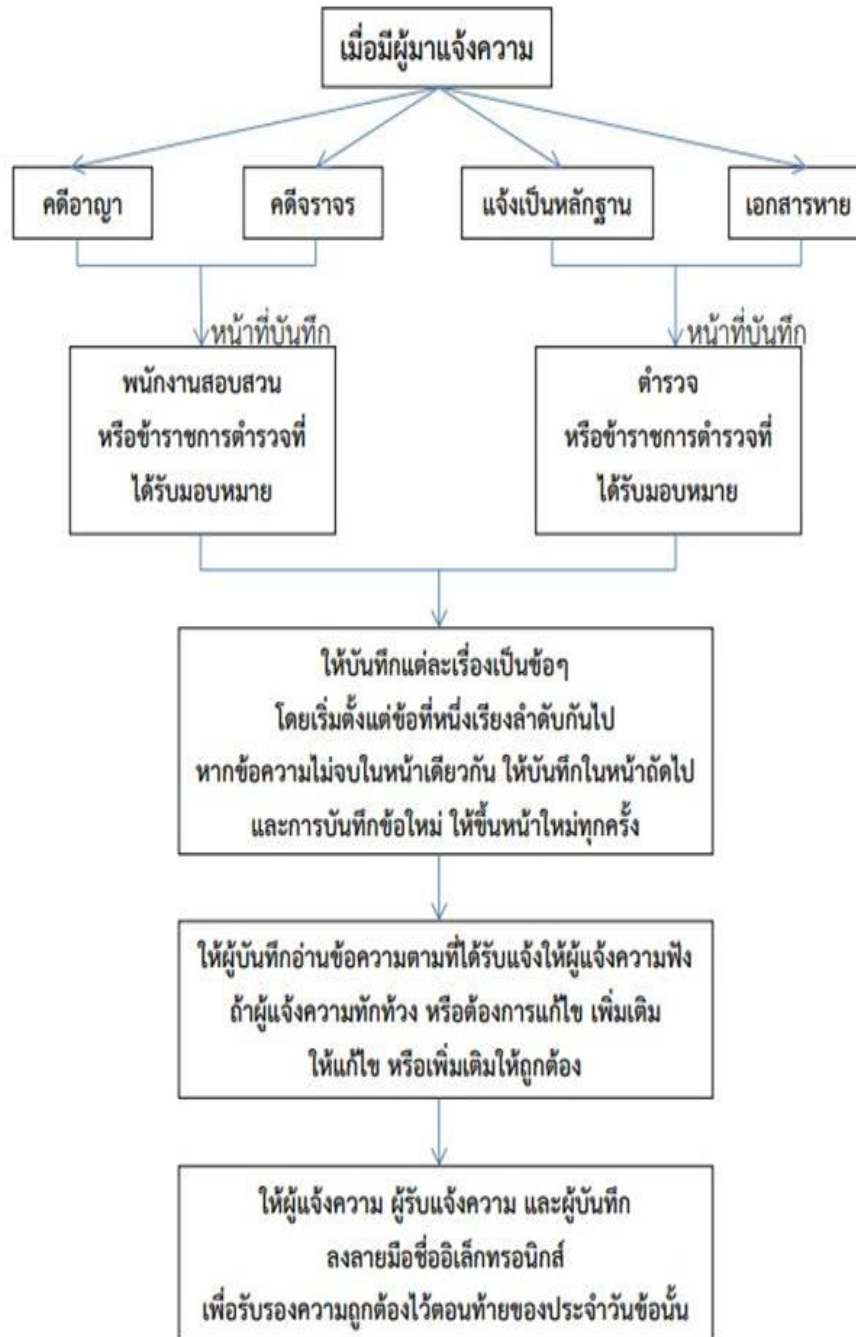 เมื่อมีผู้มาแจ้งความ
คดีอาญา
คดีจราจร
แจ้งเป็นหลักฐาน
เอกสารหาย
หน้าที่บันทึก
หน้าที่บันทึก
พนักงานสอบสวน
หรือข้าราชการตำรวจที่
ได้รับมอบหมาย
ตำรวจ
หรือข้าราชการตำรวจที่
ได้รับมอบหมาย
ให้บันทึกแต่ละเรื่องเป็นข้อๆ
โดยเริ่มตั้งแต่ข้อที่หนึ่งเรียงลำดับกันไป
หากข้อความไม่จบในหน้าเดียวกัน ให้บันทึกในหน้าถัดไป
และการบันทึกข้อใหม่ ให้ขึ้นหน้าใหม่ทุกครั้ง
ให้ผู้บันทึกอ่านข้อความตามที่ได้รับแจ้งให้ผู้แจ้งความฟัง
ถ้าผู้แจ้งความทักท้วง หรือต้องการแก้ไข เพิ่มเติม
ให้แก้ไข หรือเพิ่มเติมให้ถูกต้อง
ให้ผู้แจ้งความ ผู้รับแจ้งความ และผู้บันทึก
ลงลายมือชื่ออิเล็กทรอนิกส์
เพื่อรับรองความถูกต้องไว้ตอนท้ายของประจำวันข้อนั้น